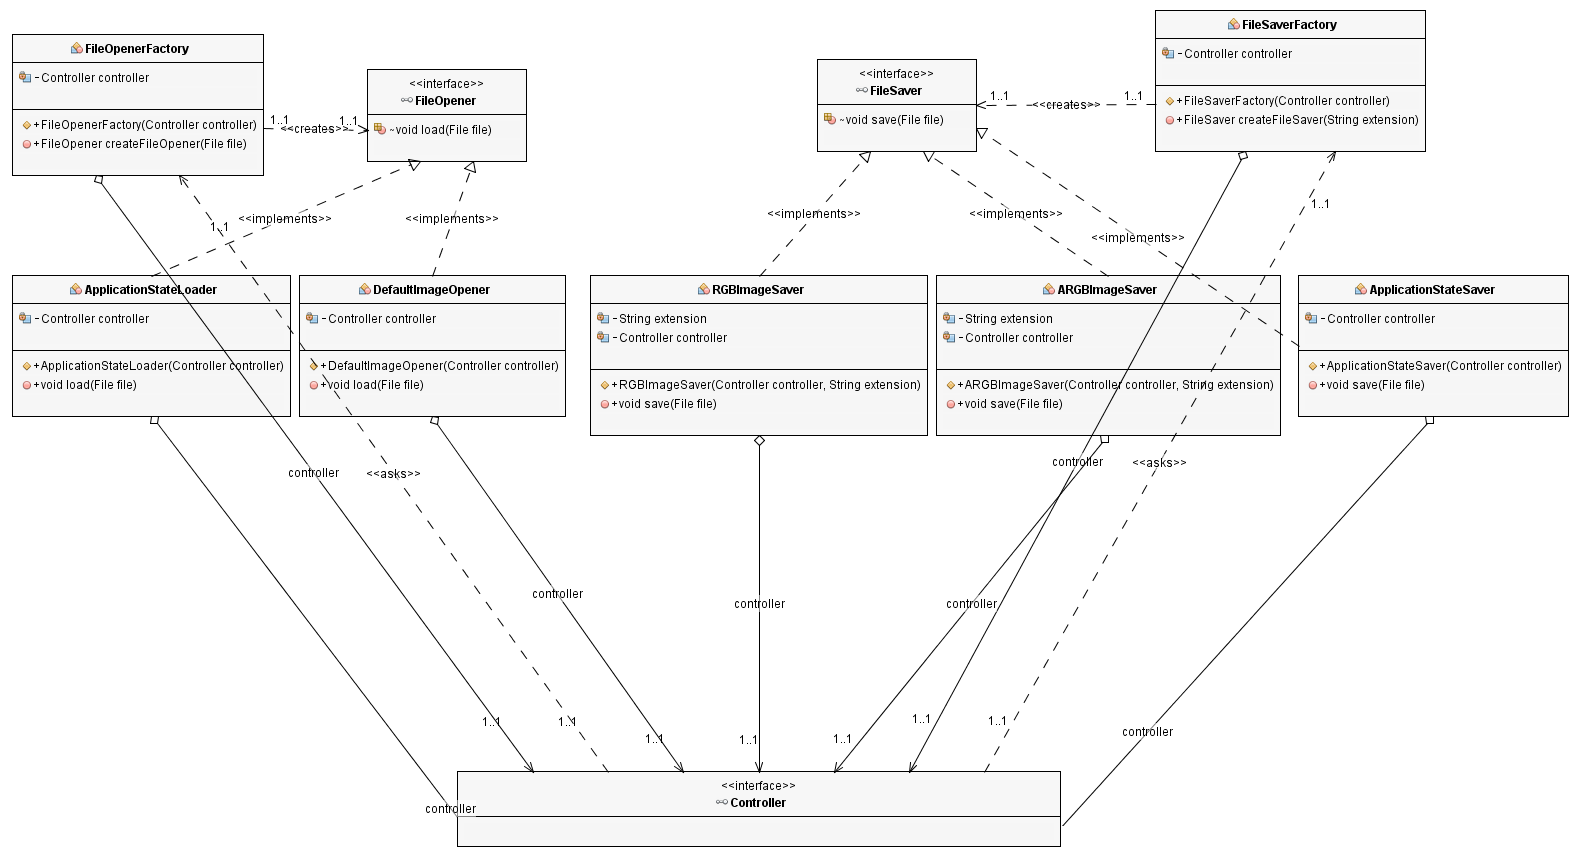 FileOpenerFactory
- Controller controller
+ FileOpenerFactory(Controller controller)
+ FileOpener createFileOpener(File file)
<<interface>>
FileOpener
~ void load(File file)
1..1
<<creates>>
1..1
<<interface>>
FileSaver
~ void save(File file)
1..1
<<creates>>
1..1
FileSaverFactory
- Controller controller
+ FileSaverFactory(Controller controller)
+ FileSaver createFileSaver(String extension)
<<implements>>
1..1
<<implements>>
<<implements>>
<<implements>>
<<implements>>
1..1
ApplicationStateLoader
- Controller controller
+ ApplicationStateLoader(Controller controller)
+ void load(File file)
DefaultImageOpener
- Controller controller
+ DefaultImageOpener(Controller controller)
+ void load(File file)
RGBImageSaver
- String extension
- Controller controller
+ RGBImageSaver(Controller controller, String extension)
+ void save(File file)
ARGBImageSaver
- String extension
- Controller controller
+ ARGBImageSaver(Controller controller, String extension)
+ void save(File file)
ApplicationStateSaver
- Controller controller
+ ApplicationStateSaver(Controller controller)
+ void save(File file)
controller
<<asks>>
controller
<<asks>>
controller
controller
controller
1..1
1..1
1..1
1..1
1..1
1..1
1..1
controller
controller
<<interface>>
Controller